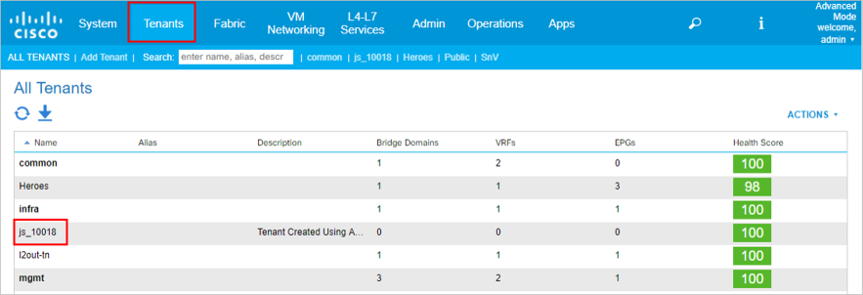 CISCO System Tenants Fabric VM Networking L4-L7 Services Admin Operations Apps i Advanced Mode welcome, admin
ALL TENANTS | Add Tenant | Search: enter name, alias, descr | common | js_10018 | Heroes | Public | SnV
All Tenants
ACTIONS
Name Alias Description Bridge Domains VRFs EPGs Health Score
common 1 2 0 100
Heroes 1 1 3 98
infra 1 1 1 100
js_10018 Tenant Created Using A... 0 0 0 100
l2out-tn 1 1 1 100
mgmt 3 2 1 100